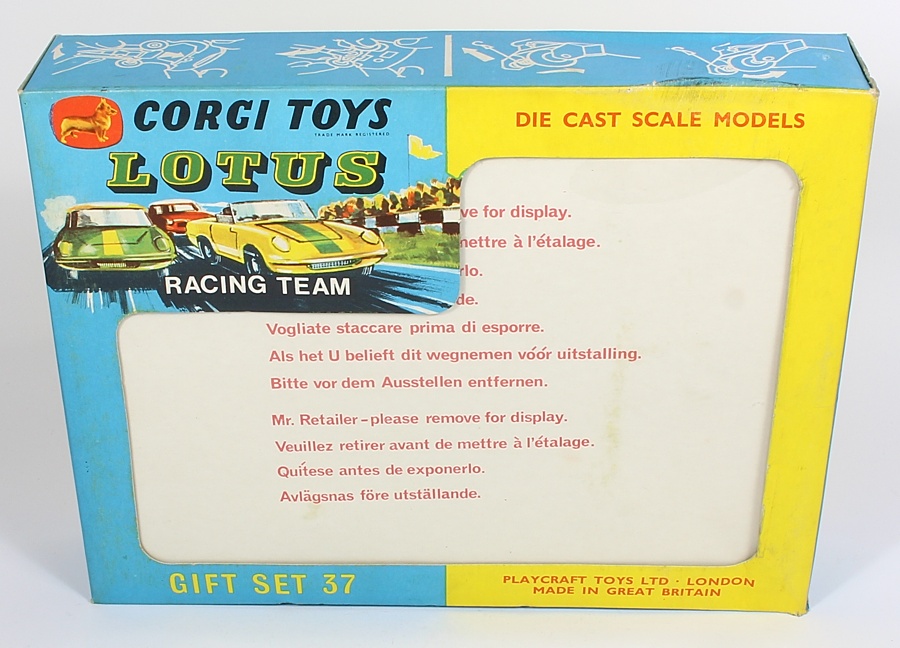 CORGI TOYS
TRADE MARK REGISTERED
LOTUS
RACING TEAM
DIE CAST SCALE MODELS
ve for display.
mettre à l'étalage.
rlo.
de.
Vogliate staccare prima di esporre.
Als het U belieft dit wegnemen vóór uitstalling.
Bitte vor dem Ausstellen entfernen.
Mr. Retailer – please remove for display.
Veuillez retirer avant de mettre à l'étalage.
Quítese antes de exponerlo.
Avlägsnas före utställande.
GIFT SET 37
PLAYCRAFT TOYS LTD · LONDON
MADE IN GREAT BRITAIN